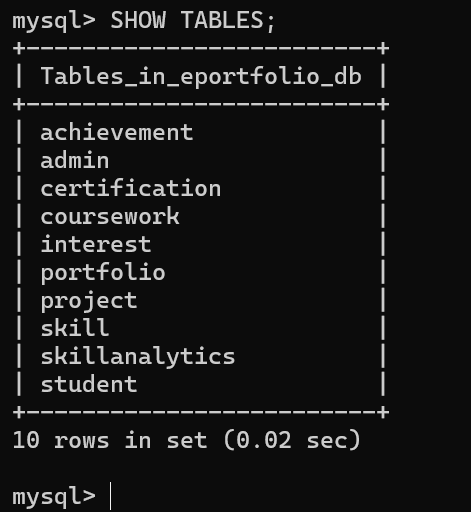 mysql> SHOW TABLES;
+-------------------------+
| Tables_in_eportfolio_db |
+-------------------------+
| achievement             |
| admin                   |
| certification           |
| coursework              |
| interest                |
| portfolio               |
| project                 |
| skill                   |
| skillanalytics          |
| student                 |
+-------------------------+
10 rows in set (0.02 sec)
mysql>